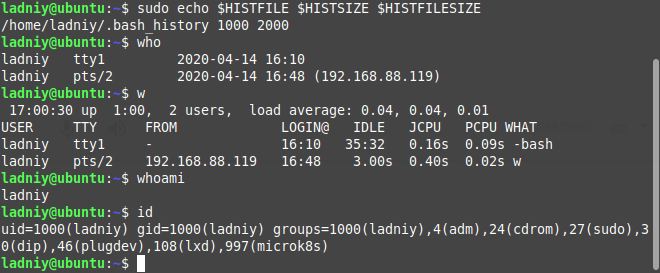 ladniy@ubuntu:~$ sudo echo $HISTFILE $HISTSIZE $HISTFILESIZE
/home/ladniy/.bash_history 1000 2000
ladniy@ubuntu:~$ who
ladniy   tty1         2020-04-14 16:10
ladniy   pts/2        2020-04-14 16:48 (192.168.88.119)
ladniy@ubuntu:~$ w
 17:00:30 up  1:00,  2 users,  load average: 0.04, 0.04, 0.01
USER     TTY      FROM             LOGIN@   IDLE   JCPU   PCPU WHAT
ladniy   tty1     -                16:10   35:32   0.16s  0.09s -bash
ladniy   pts/2    192.168.88.119   16:48    3.00s  0.40s  0.02s w
ladniy@ubuntu:~$ whoami
ladniy
ladniy@ubuntu:~$ id
uid=1000(ladniy) gid=1000(ladniy) groups=1000(ladniy),4(adm),24(cdrom),27(sudo),3
0(dip),46(plugdev),108(lxd),997(microk8s)
ladniy@ubuntu:~$